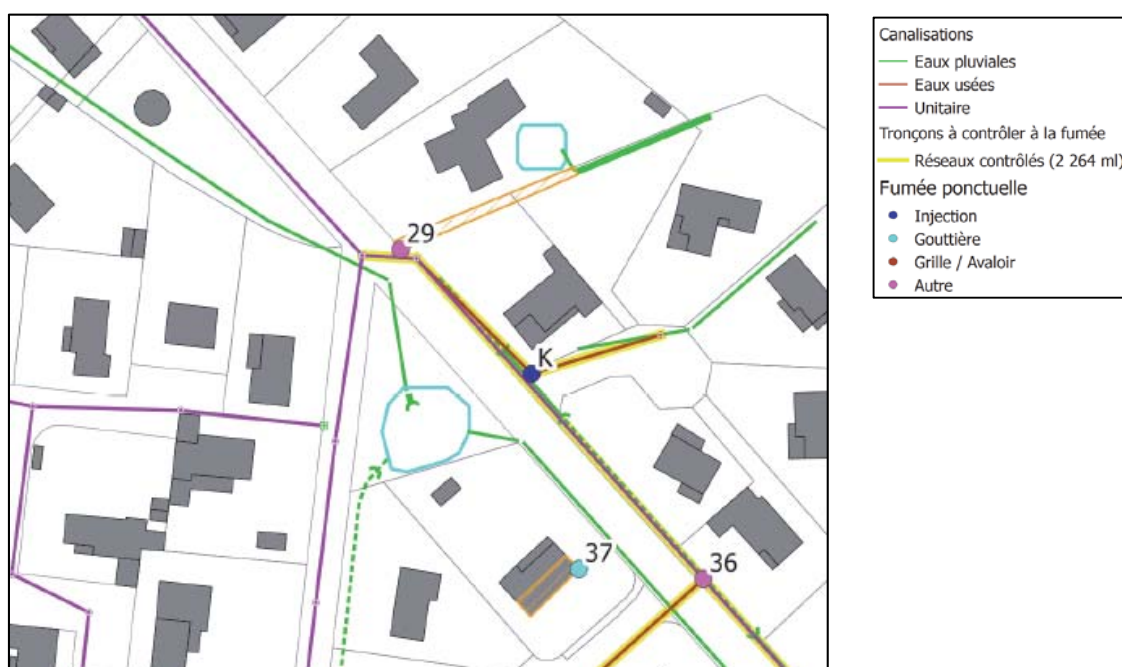 29
K
37
36
Canalisations
Eaux pluviales
Eaux usées
Unitaire
Tronçons à contrôler à la fumée
Réseaux contrôlés (2 264 ml)
Fumée ponctuelle
Injection
Gouttière
Grille / Avaloir
Autre